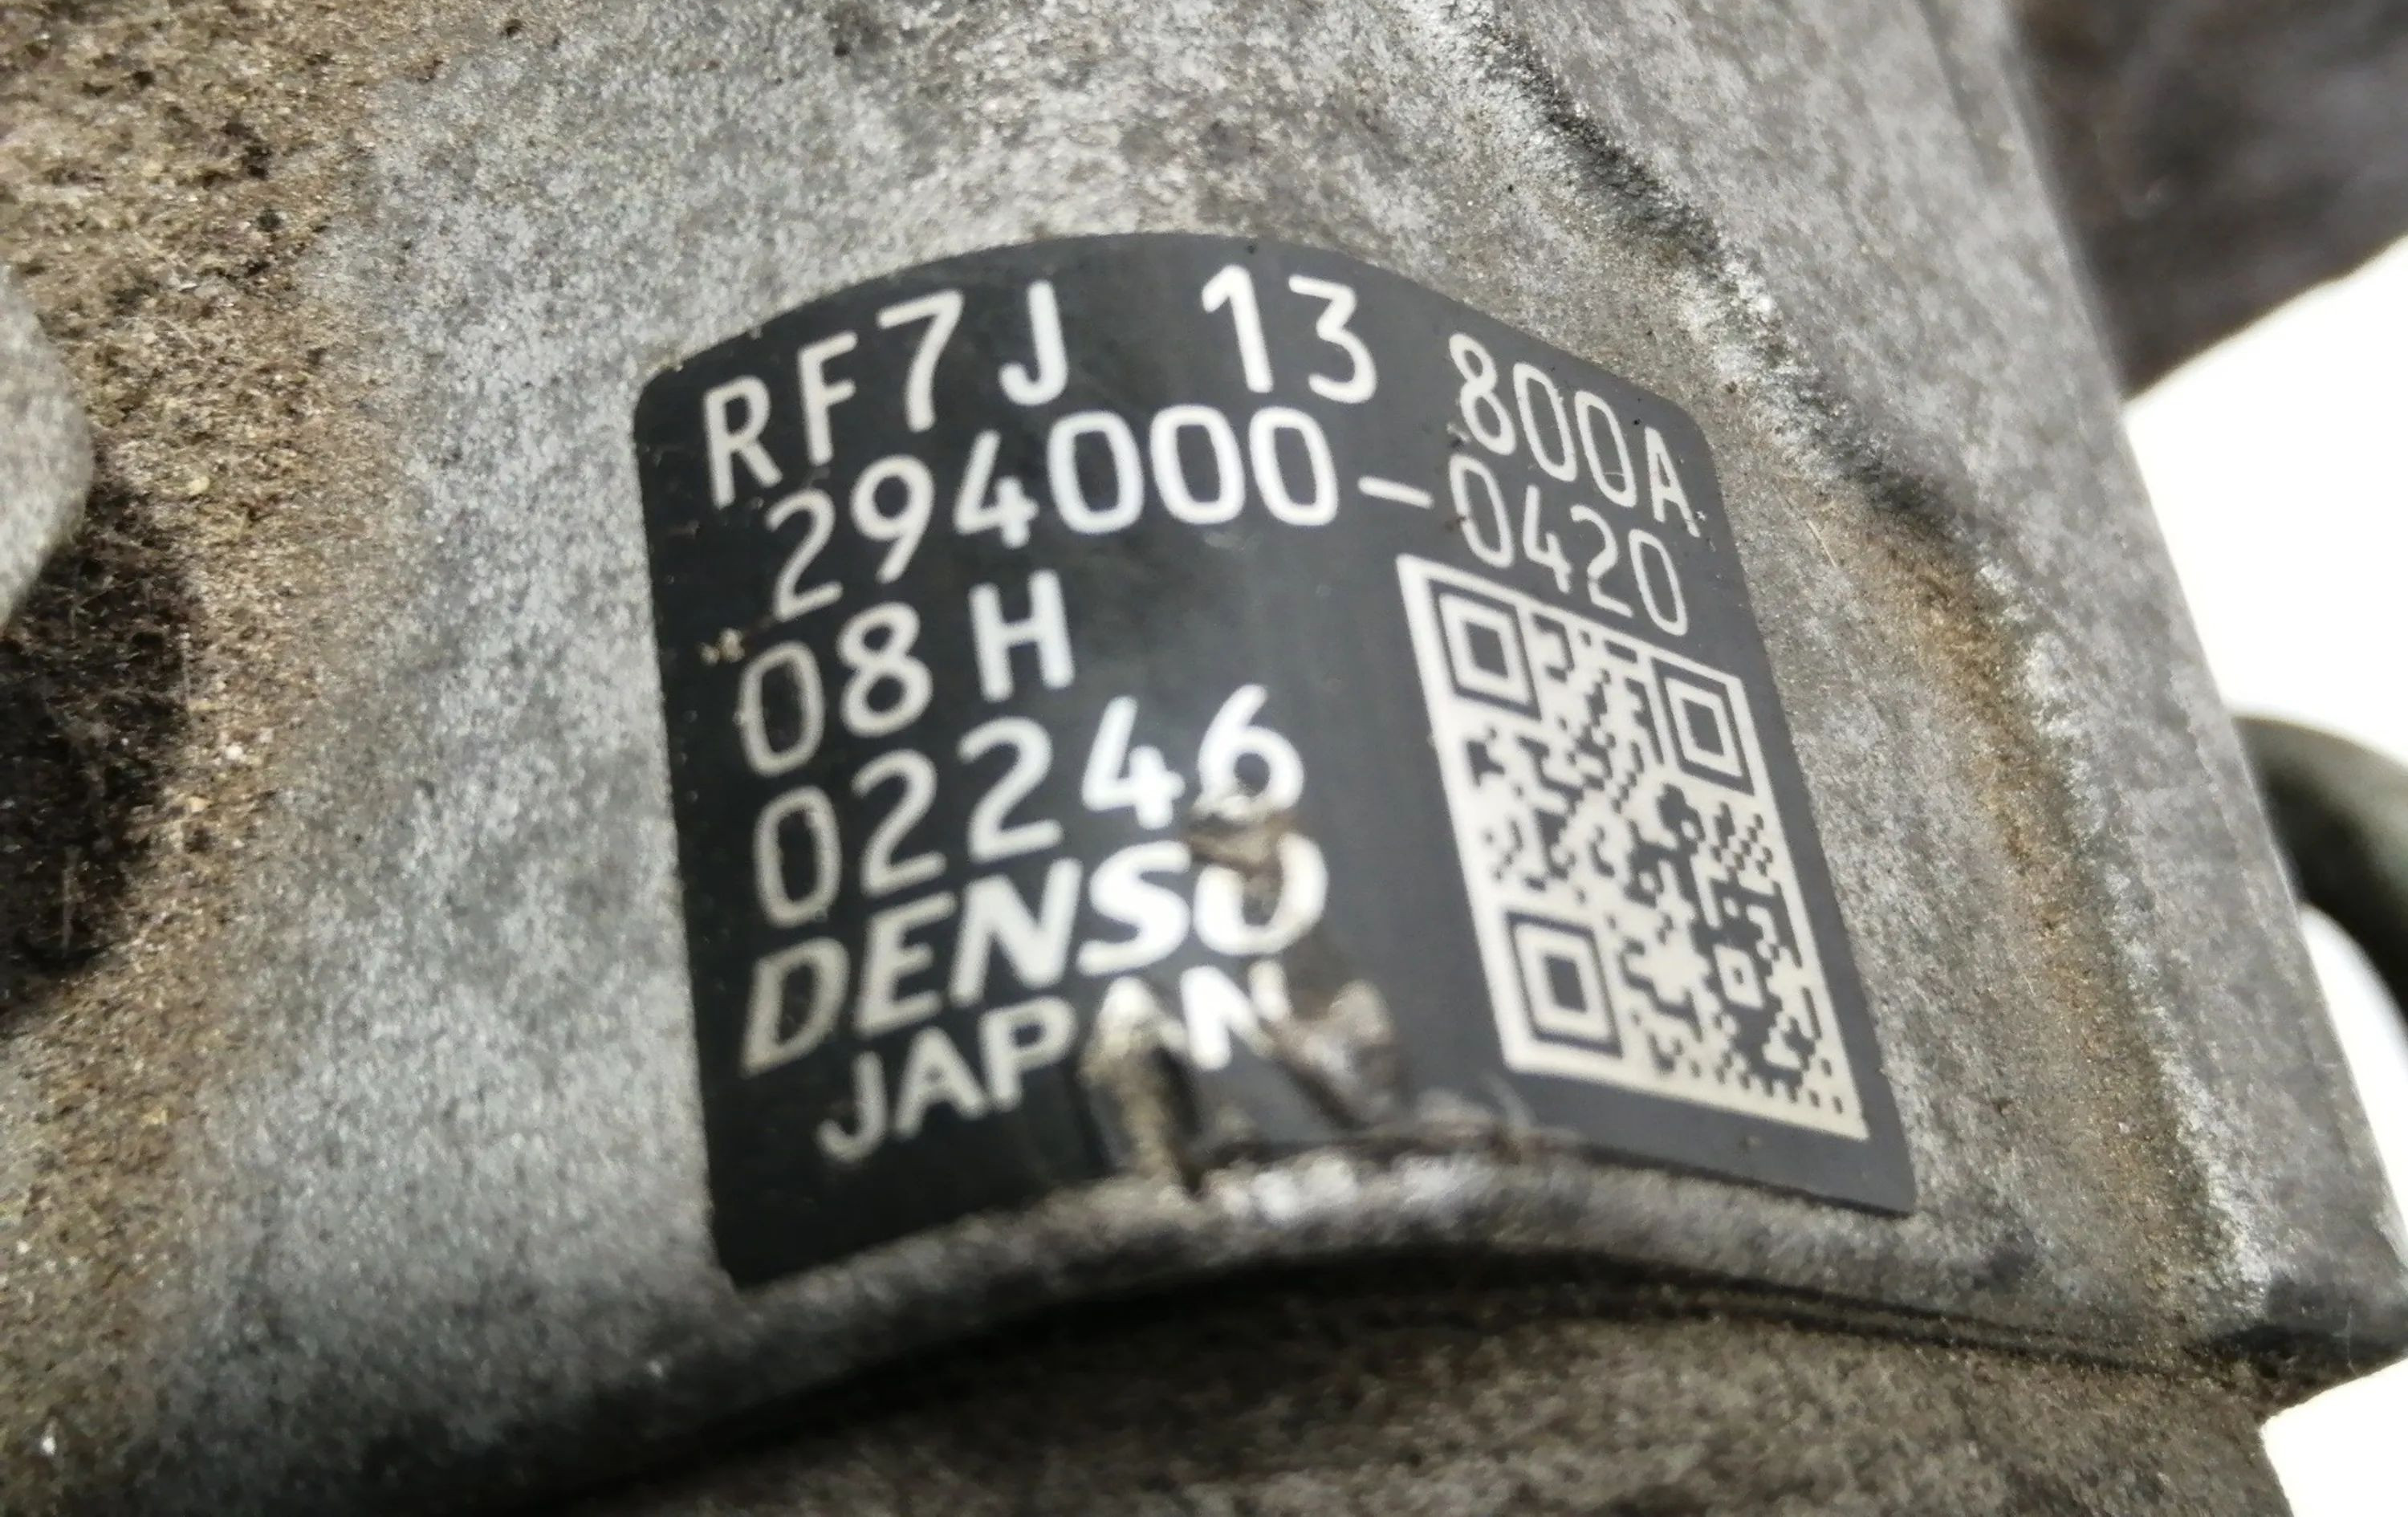 RF7J 13 800A
294000-0420
08H
02246
DENSO
JAPAN